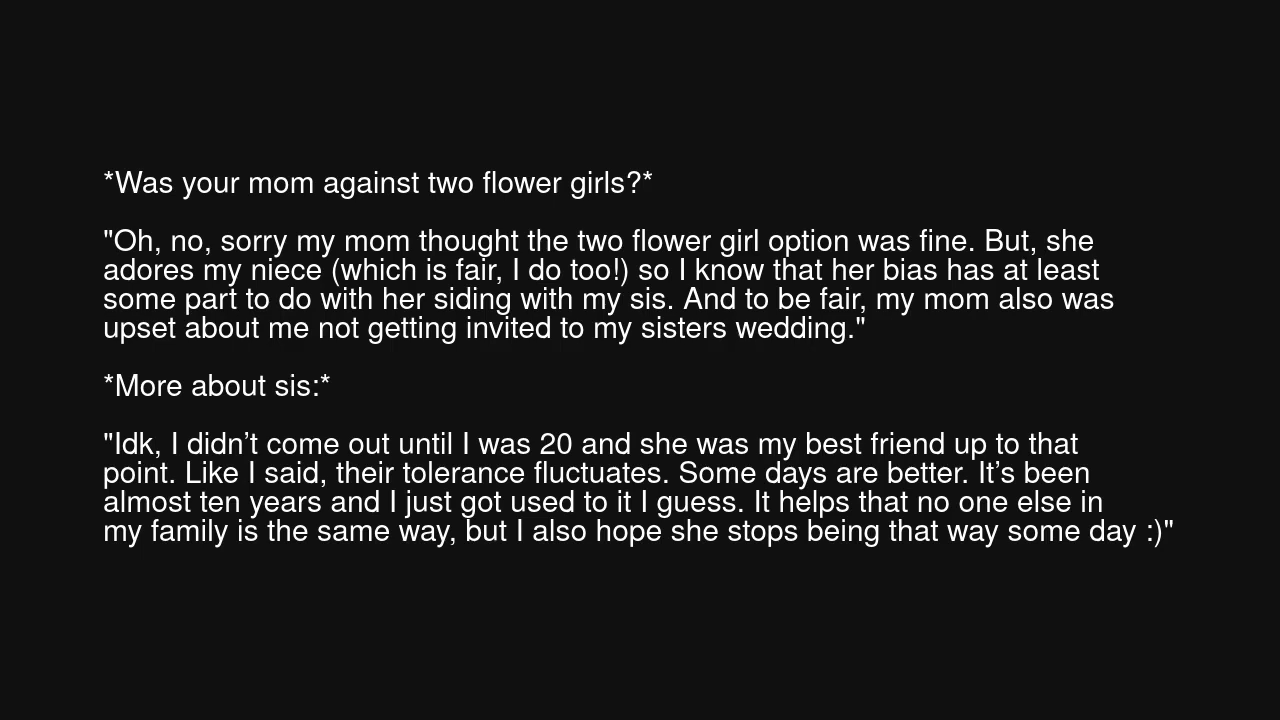 *Was your mom against two flower girls?*
"Oh, no, sorry my mom thought the two flower girl option was fine. But, she
adores my niece (which is fair, I do too!) so I know that her bias has at least
some part to do with her siding with my sis. And to be fair, my mom also was
upset about me not getting invited to my sisters wedding."
*More about sis:*
"Idk, I didn’t come out until I was 20 and she was my best friend up to that
point. Like I said, their tolerance fluctuates. Some days are better. It’s been
almost ten years and I just got used to it I guess. It helps that no one else in
my family is the same way, but I also hope she stops being that way some day :)"